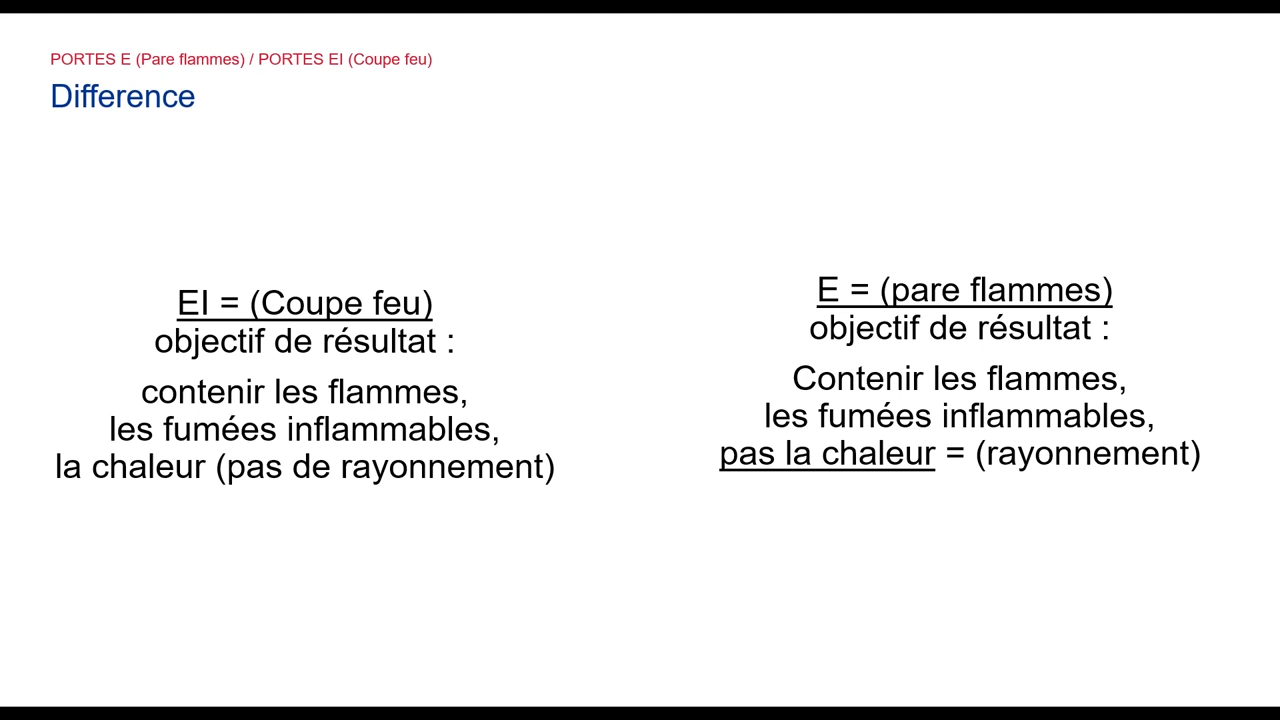 PORTES E (Pare flammes) / PORTES EI (Coupe feu)
Difference
EI = (Coupe feu)
objectif de résultat :
contenir les flammes,
les fumées inflammables,
la chaleur (pas de rayonnement)
E = (pare flammes)
objectif de résultat :
Contenir les flammes,
les fumées inflammables,
pas la chaleur = (rayonnement)